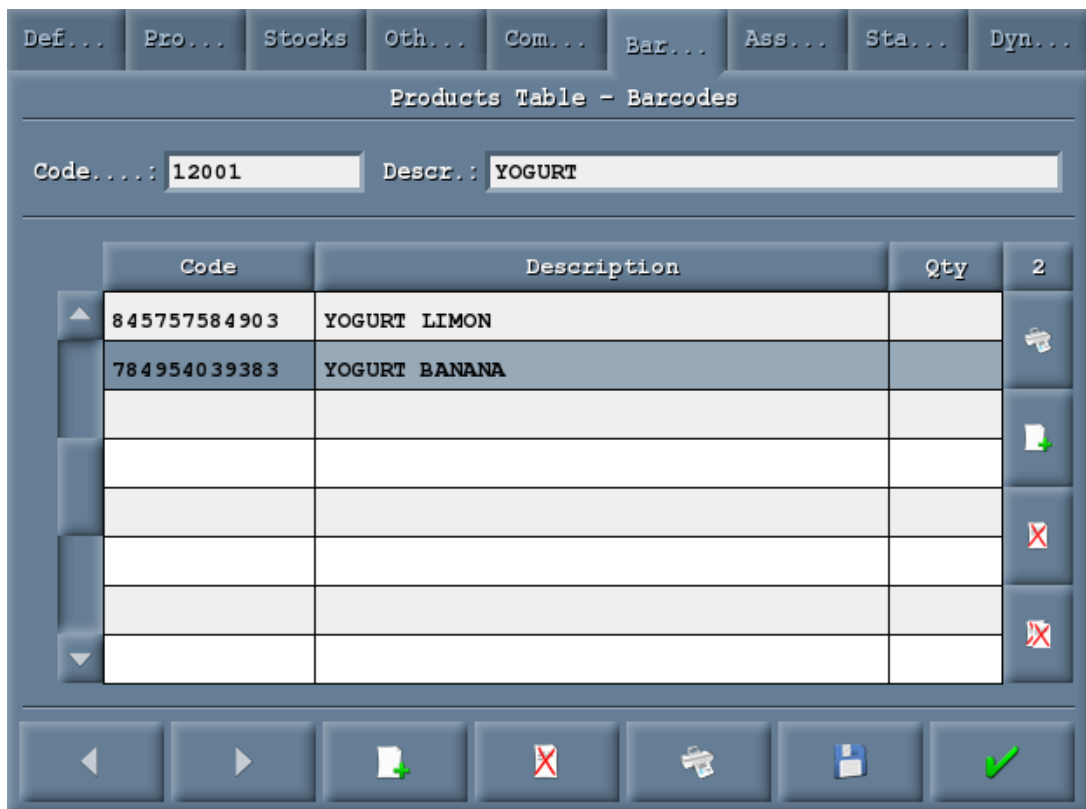 Def... Pro... Stocks Oth... Com... Bar... Ass... Sta... Dyn...
Products Table - Barcodes
Code....: 12001 Descr.: YOGURT
Code Description Qty 2
845757584903 YOGURT LIMON
784954039383 YOGURT BANANA